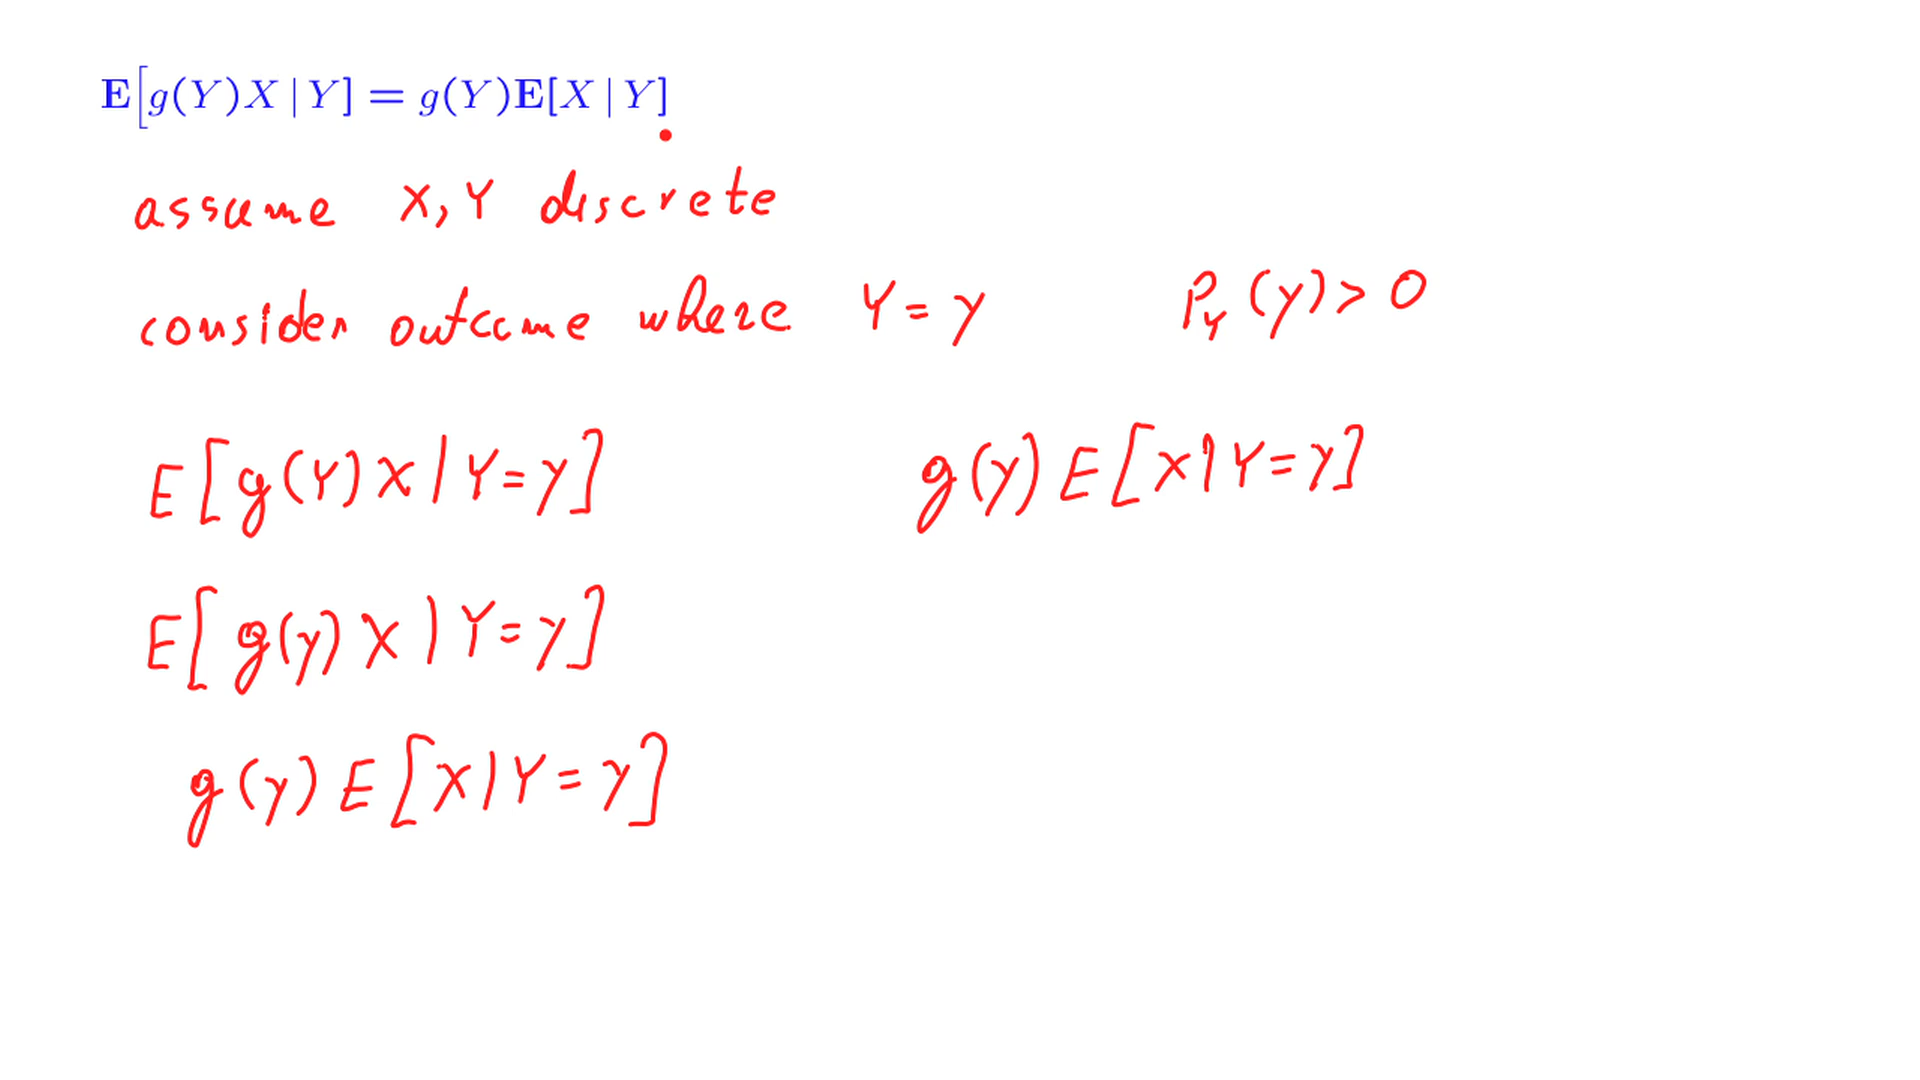 E[g(Y)X | Y] = g(Y)E[X | Y]
assume X, Y discrete
consider outcome where Y = y    P_Y(y) > 0
E[g(Y)X | Y=y]    g(y) E[X | Y=y]
E[g(y) X | Y=y]
g(y) E[X | Y=y]